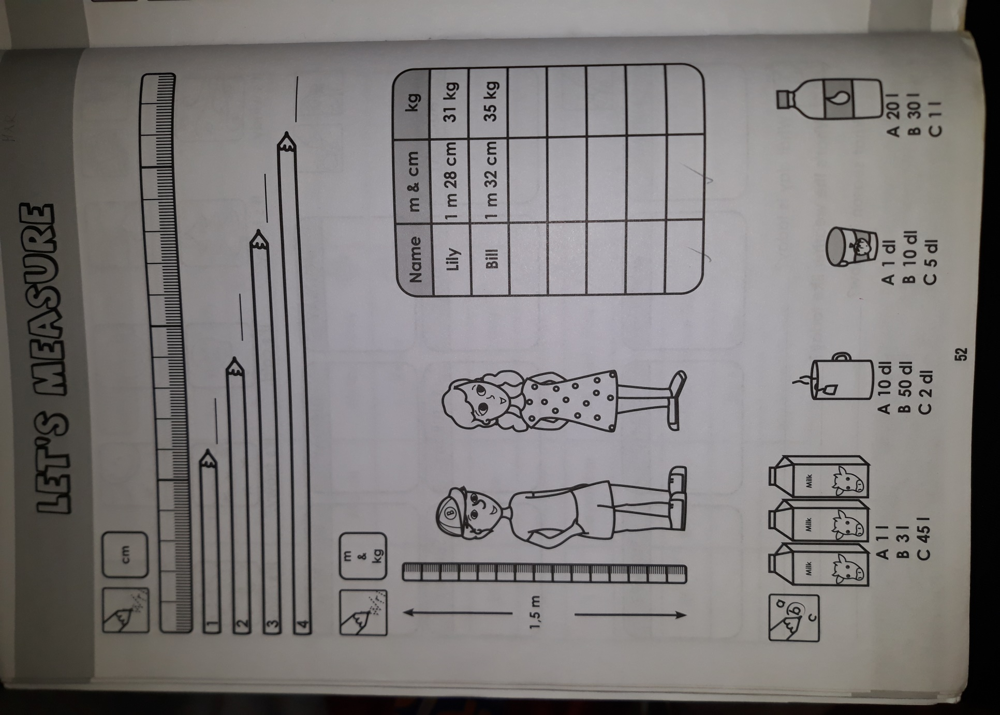 LET'S MEASURE
cm
1
2
3
4
m
&
kg
1,5 m
B
Name m & cm kg
Lily 1 m 28 cm 31 kg
Bill 1 m 32 cm 35 kg
a
b
c
Milk Milk Milk
A 1 l
B 3 l
C 45 l
A 10 dl
B 50 dl
C 2 dl
A 1 dl
B 10 dl
C 5 dl
A 20 l
B 30 l
C 1 l
52